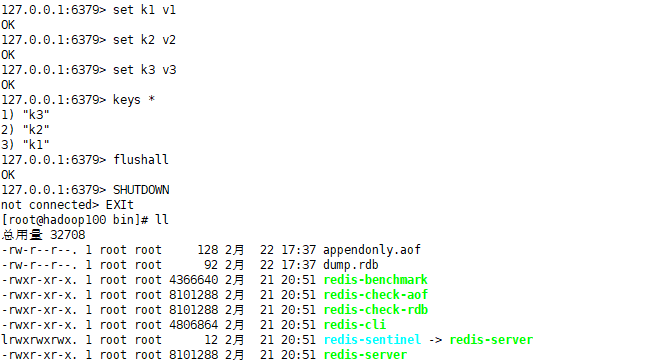 127.0.0.1:6379> set k1 v1
OK
127.0.0.1:6379> set k2 v2
OK
127.0.0.1:6379> set k3 v3
OK
127.0.0.1:6379> keys *
1) "k3"
2) "k2"
3) "k1"
127.0.0.1:6379> flushall
OK
127.0.0.1:6379> SHUTDOWN
not connected> EXIt
[root@hadoop100 bin]# ll
总用量 32708
-rw-r--r--. 1 root root     128 2月  22 17:37 appendonly.aof
-rw-r--r--. 1 root root      92 2月  22 17:37 dump.rdb
-rwxr-xr-x. 1 root root 4366640 2月  21 20:51 redis-benchmark
-rwxr-xr-x. 1 root root 8101288 2月  21 20:51 redis-check-aof
-rwxr-xr-x. 1 root root 8101288 2月  21 20:51 redis-check-rdb
-rwxr-xr-x. 1 root root 4806864 2月  21 20:51 redis-cli
lrwxrwxrwx. 1 root root      12 2月  21 20:51 redis-sentinel -> redis-server
-rwxr-xr-x. 1 root root 8101288 2月  21 20:51 redis-server